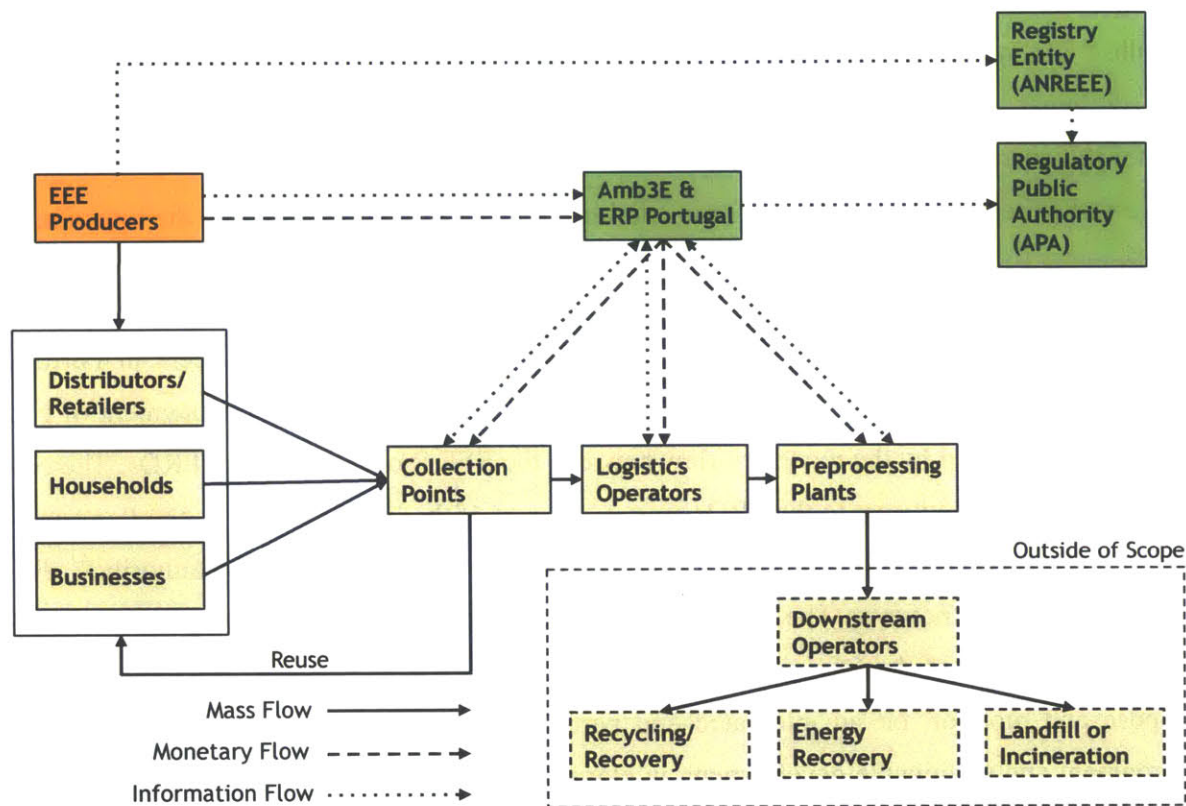 Registry
Entity
(ANREEE)
EEE
Producers
Amb3E &
ERP Portugal
Regulatory
Public
Authority
(APA)
Distributors/
Retailers
Households
Businesses
Collection
Points
Logistics
Operators
Preprocessing
Plants
Outside of Scope
Downstream
Operators
Reuse
Recycling/
Recovery
Energy
Recovery
Landfill or
Incineration
Mass Flow
Monetary Flow
Information Flow